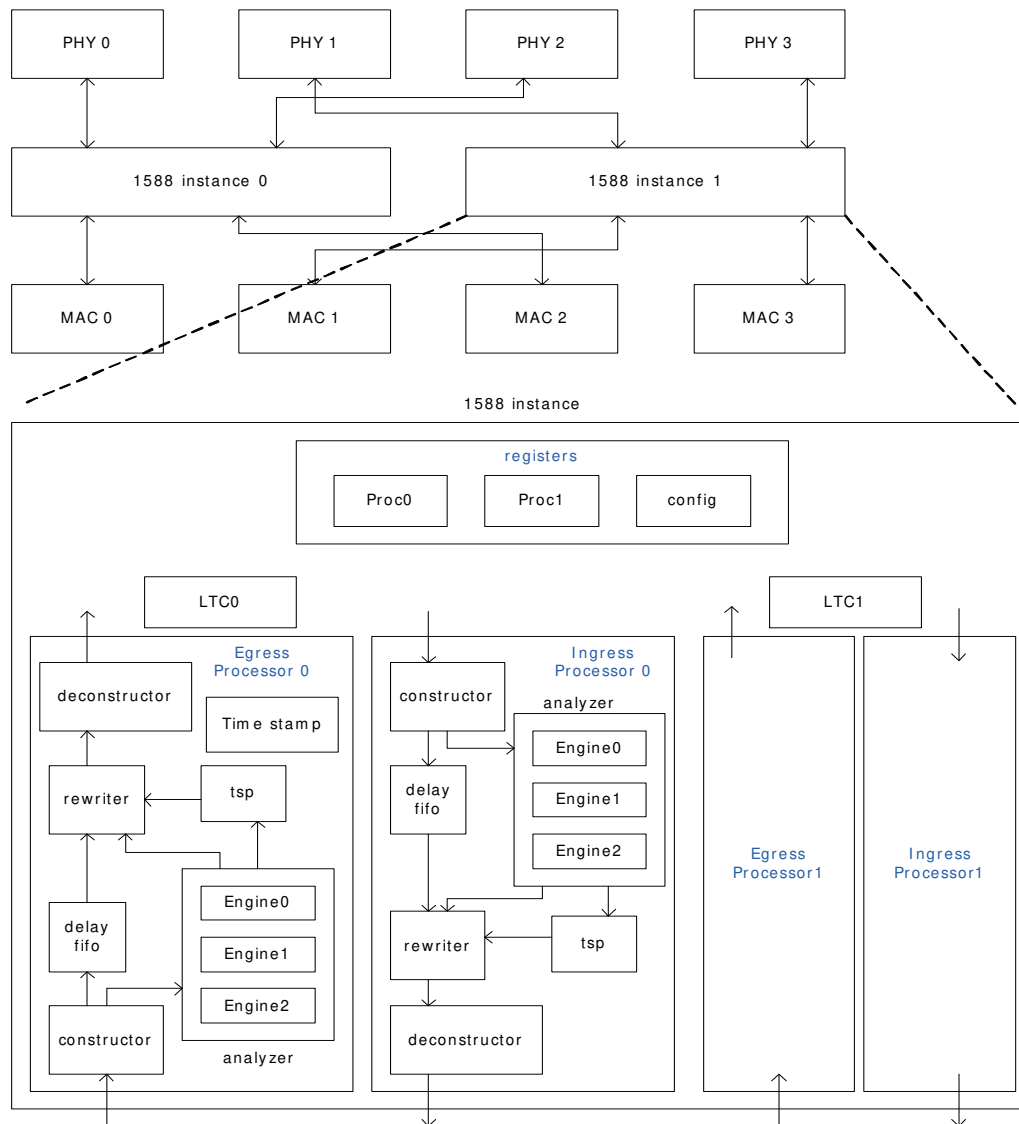 PHY 0
PHY 1
PHY 2
PHY 3
1588 instance 0
1588 instance 1
MAC 0
MAC 1
MAC 2
MAC 3
1588 instance
registers
Proc0
Proc1
config
LTC0
LTC1
Egress
Processor 0
deconstructor
Time stamp
rewriter
tsp
delay
fifo
Engine0
Engine1
Engine2
constructor
analyzer
Ingress
Processor 0
constructor
analyzer
Engine0
Engine1
Engine2
delay
fifo
rewriter
tsp
deconstructor
Egress
Processor1
Ingress
Processor1